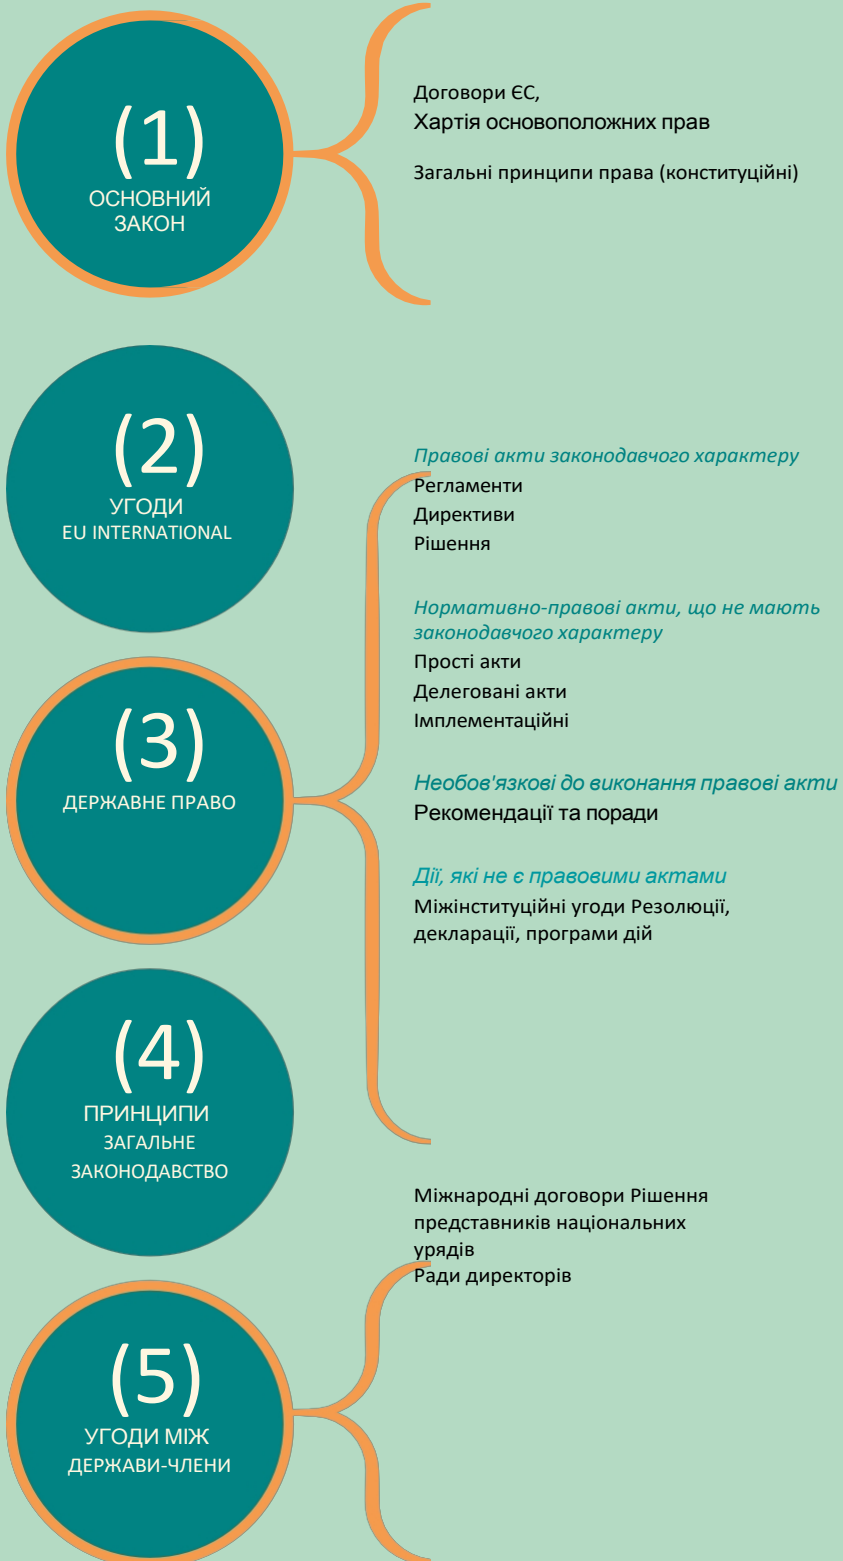 (1)
ОСНОВНИЙ
ЗАКОН
Договори ЄС,
Хартія основоположних прав
Загальні принципи права (конституційні)
(2)
УГОДИ
EU INTERNATIONAL
Правові акти законодавчого характеру
Регламенти
Директиви
Рішення
Нормативно-правові акти, що не мають
законодавчого характеру
Прості акти
Делеговані акти
Імплементаційні
(3)
ДЕРЖАВНЕ ПРАВО
Необов'язкові до виконання правові акти
Рекомендації та поради
Дії, які не є правовими актами
Міжінституційні угоди Резолюції,
декларації, програми дій
(4)
ПРИНЦИПИ
ЗАГАЛЬНЕ
ЗАКОНОДАВСТВО
Міжнародні договори Рішення
представників національних
урядів
Ради директорів
(5)
УГОДИ МІЖ
ДЕРЖАВИ-ЧЛЕНИ